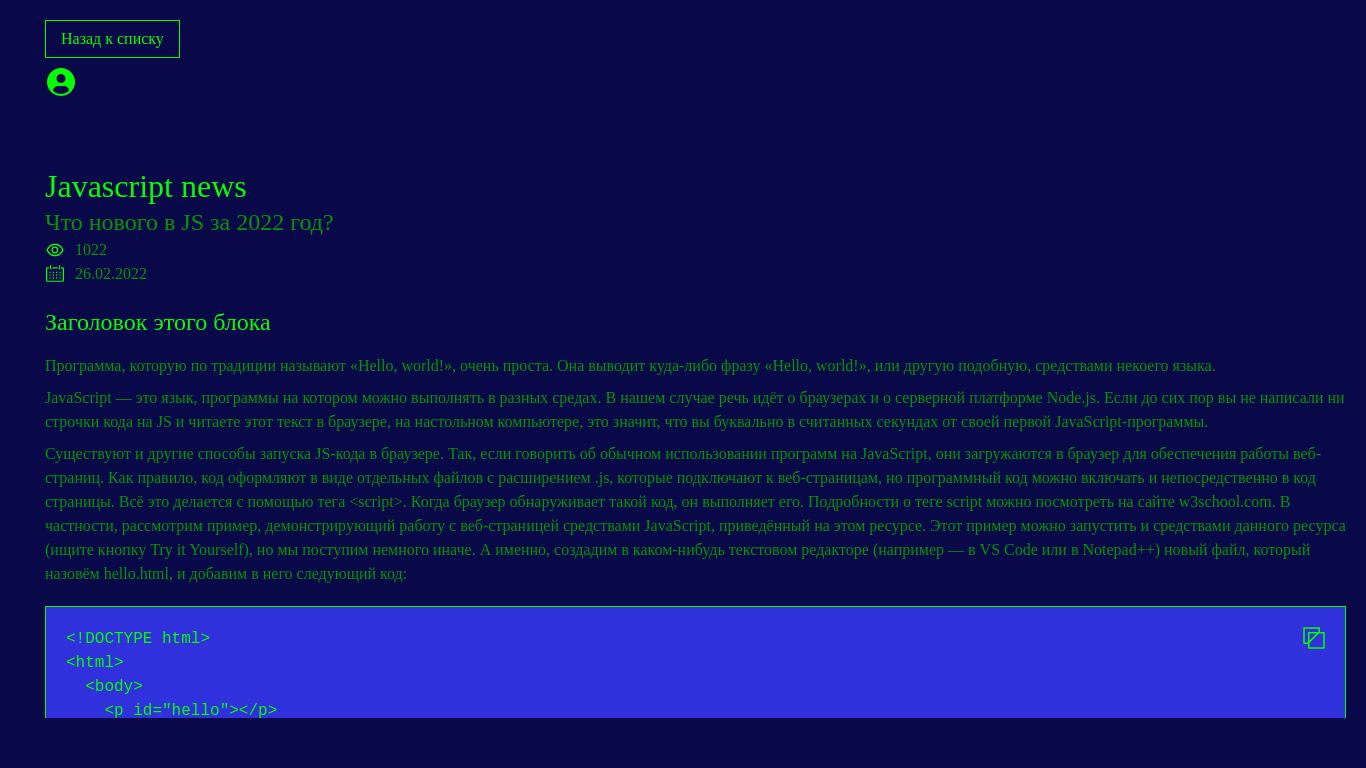 Назад к списку
Javascript news
Что нового в JS за 2022 год?
1022
26.02.2022
Заголовок этого блока
Программа, которую по традиции называют «Hello, world!», очень проста. Она выводит куда-либо фразу «Hello, world!», или другую подобную, средствами некоего языка.
JavaScript — это язык, программы на котором можно выполнять в разных средах. В нашем случае речь идёт о браузерах и о серверной платформе Node.js. Если до сих пор вы не написали ни
строчки кода на JS и читаете этот текст в браузере, на настольном компьютере, это значит, что вы буквально в считанных секундах от своей первой JavaScript-программы.
Существуют и другие способы запуска JS-кода в браузере. Так, если говорить об обычном использовании программ на JavaScript, они загружаются в браузер для обеспечения работы веб-
страниц. Как правило, код оформляют в виде отдельных файлов с расширением .js, которые подключают к веб-страницам, но программный код можно включать и непосредственно в код
страницы. Всё это делается с помощью тега <script>. Когда браузер обнаруживает такой код, он выполняет его. Подробности о теге script можно посмотреть на сайте w3school.com. В
частности, рассмотрим пример, демонстрирующий работу с веб-страницей средствами JavaScript, приведённый на этом ресурсе. Этот пример можно запустить и средствами данного ресурса
(ищите кнопку Try it Yourself), но мы поступим немного иначе. А именно, создадим в каком-нибудь текстовом редакторе (например — в VS Code или в Notepad++) новый файл, который
назовём hello.html, и добавим в него следующий код:
<!DOCTYPE html>
<html>
  <body>
    <p id="hello"></p>